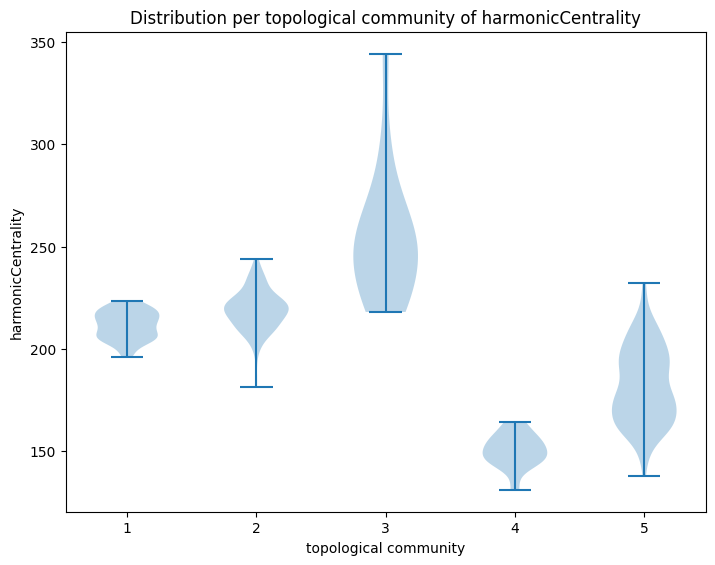 Distribution per topological community of harmonicCentrality
350
300
250
200
150
harmonicCentrality
1 2 3 4 5
topological community